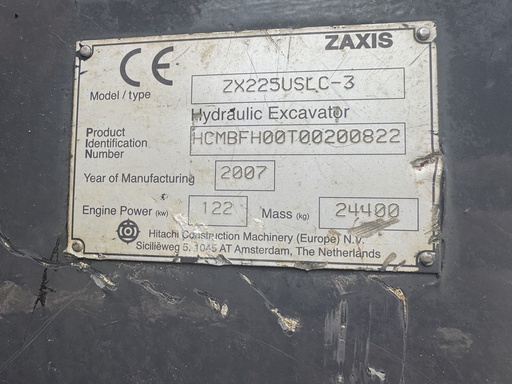 CE
ZAXIS
Model / type ZX225USLC-3
Hydraulic Excavator
Product
Identification
Number
HCMBFH00T00200822
Year of Manufacturing 2007
Engine Power (kw) 122 Mass (kg) 24400
Hitachi Construction Machinery (Europe) N.V.
Siciliëweg 5, 1045 AT Amsterdam, The Netherlands